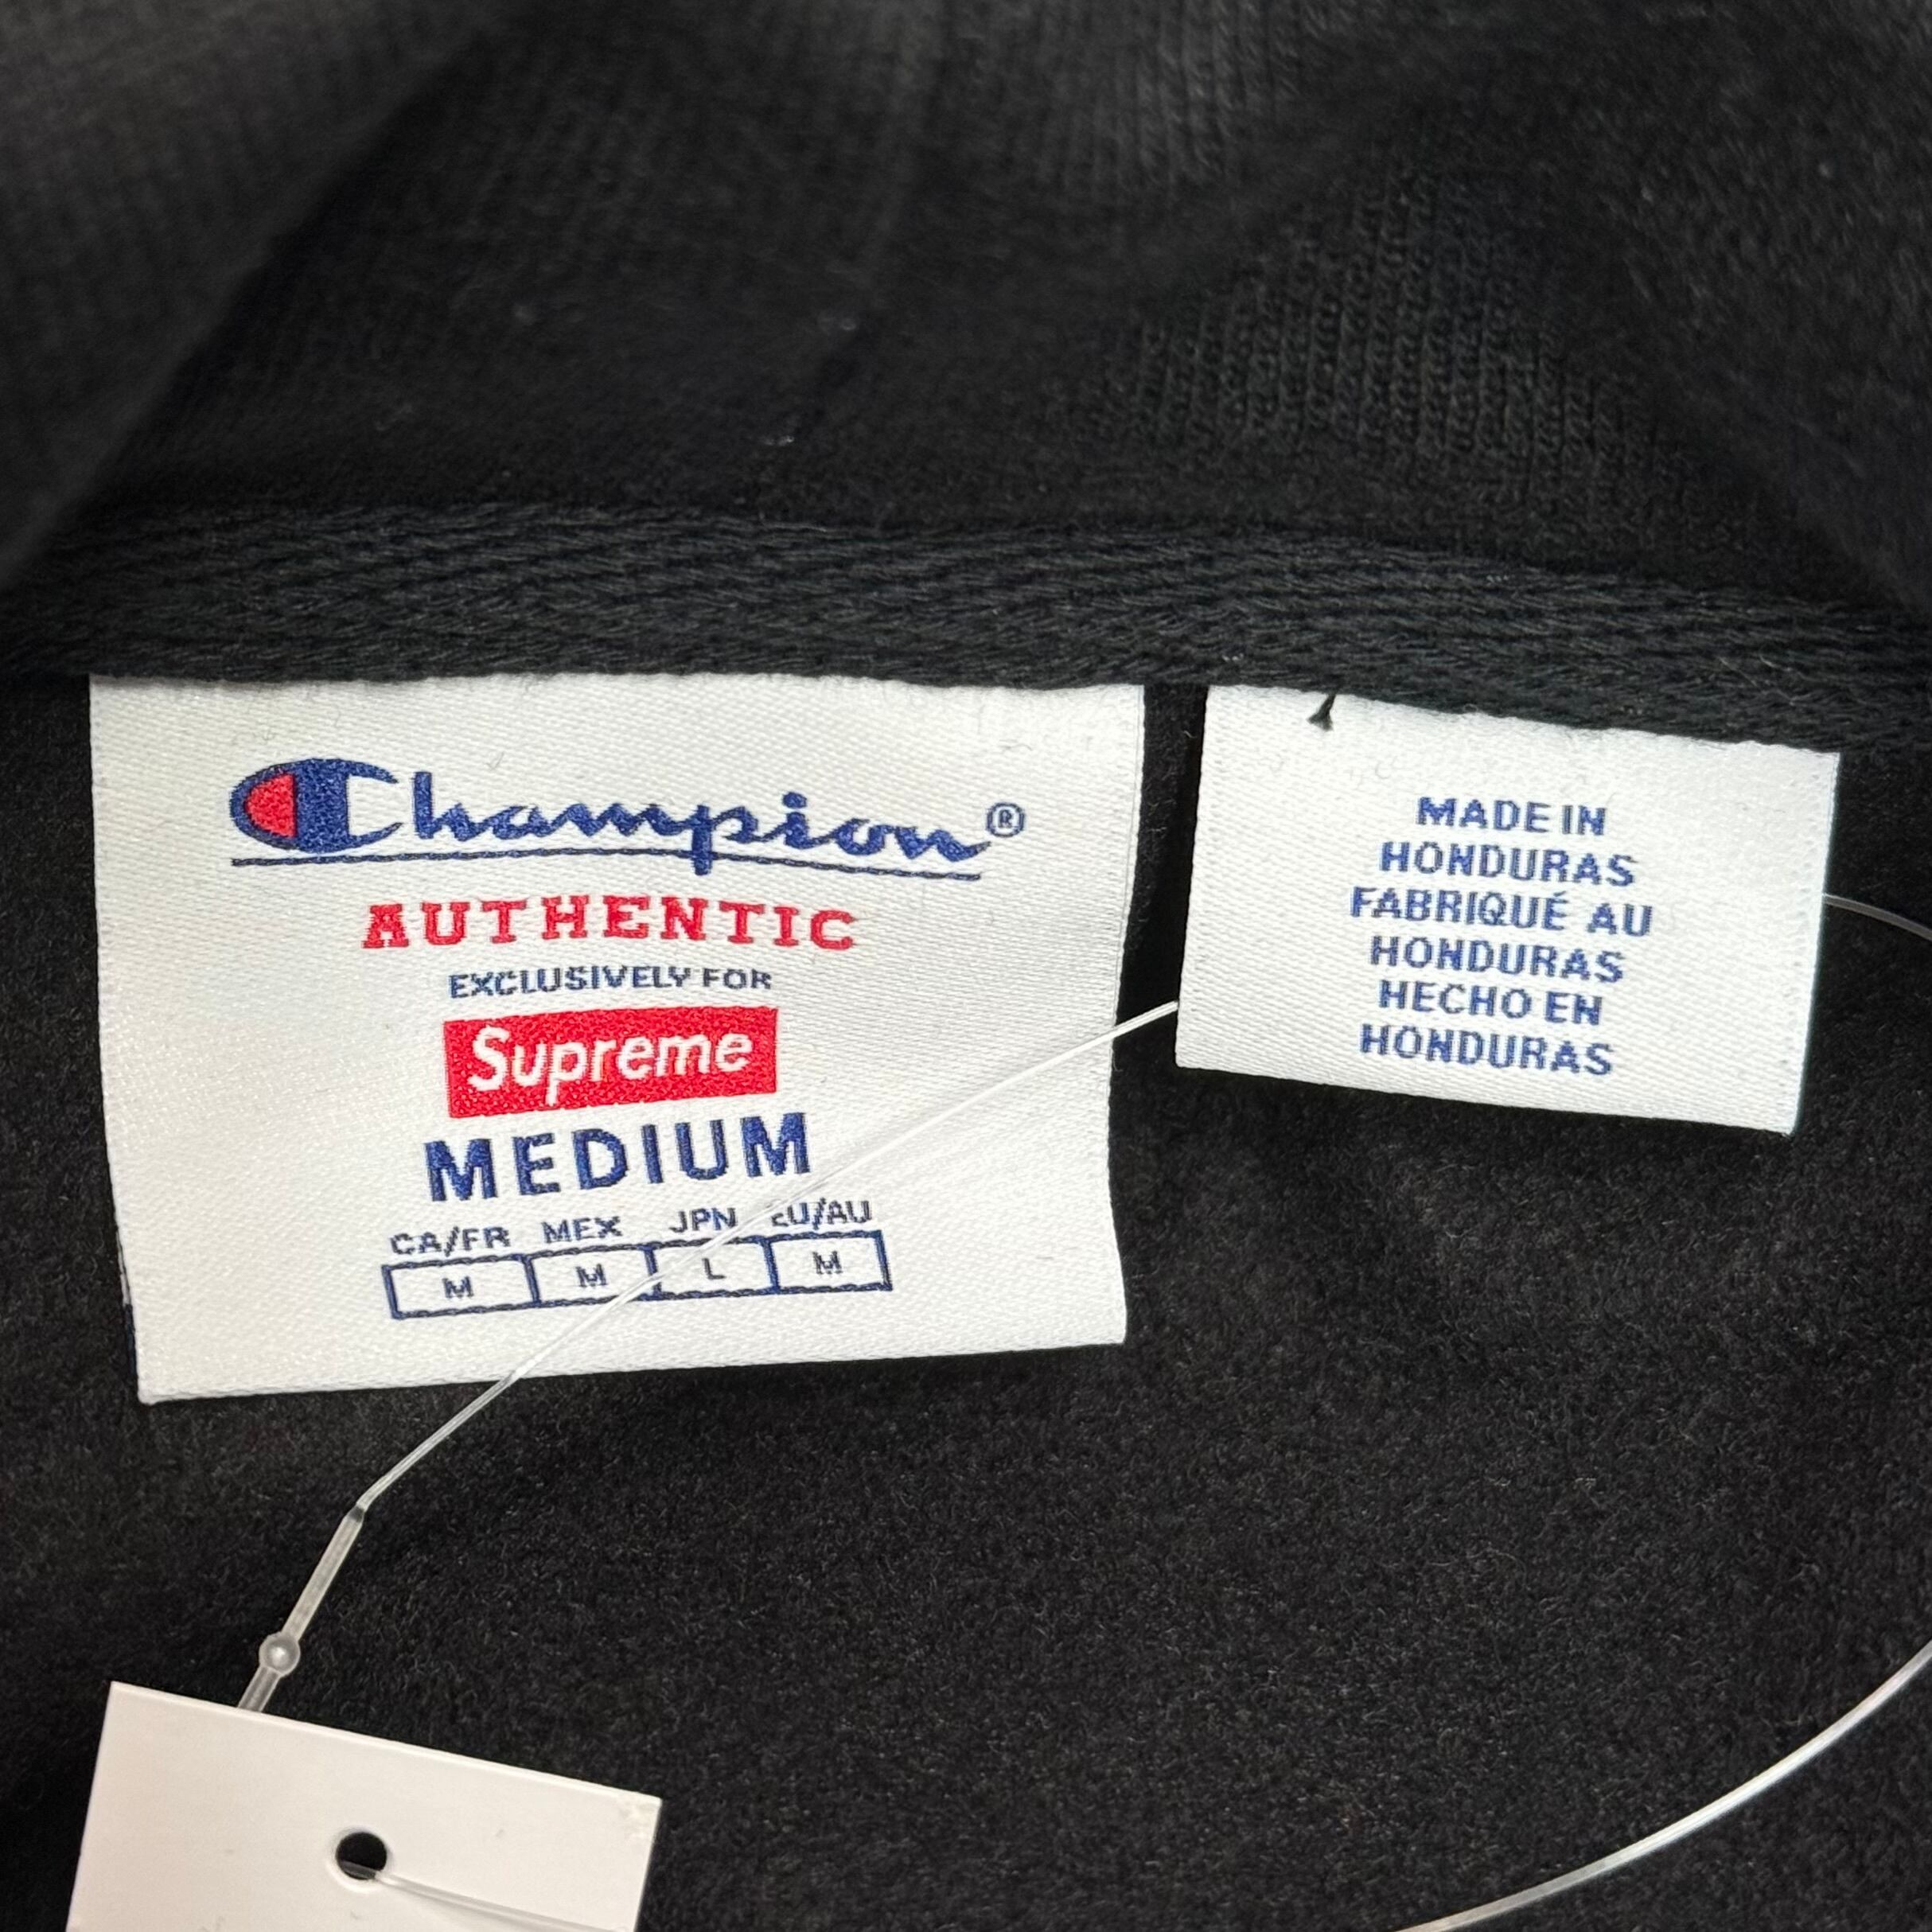 Champion®
AUTHENTIC
EXCLUSIVELY FOR
Supreme
MEDIUM
CA/FR MEX JPN EU/AU
M M L M
MADE IN
HONDURAS
FABRIQUÉ AU
HONDURAS
HECHO EN
HONDURAS